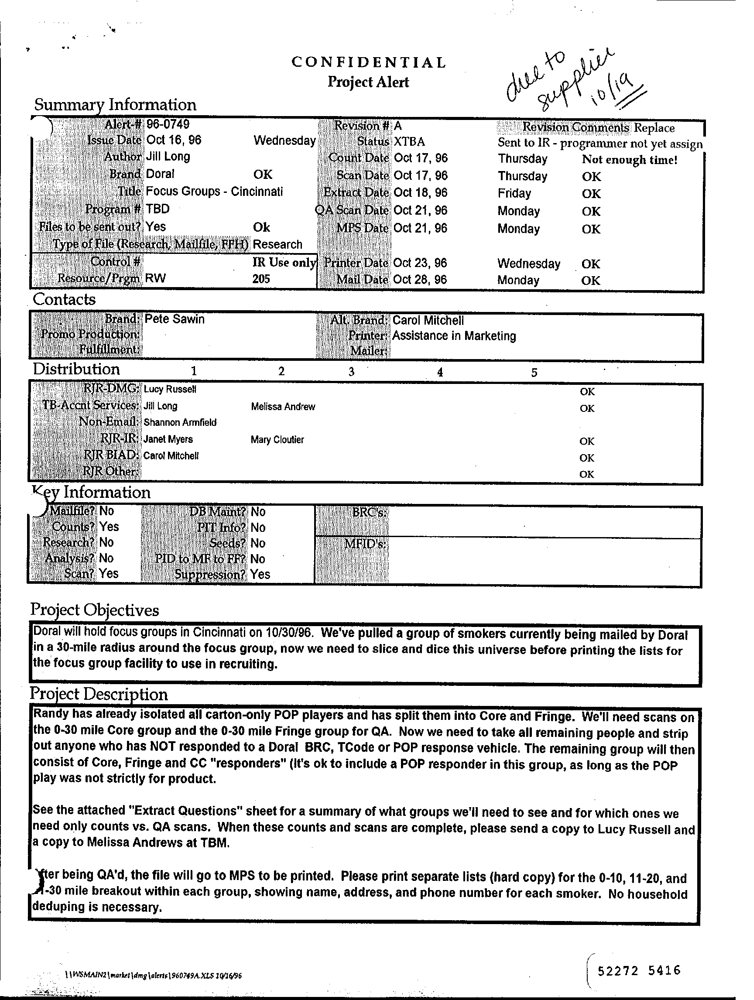 CONFIDENTIAL
Project Alert
due to
supplier
10/19
Summary Information
Alert-# 96-0749 Revision # A Revision Comments Replace
Issue Date Oct 16, 96 Wednesday Status XTBA Sent to IR - programmer not yet assign
Author Jill Long Count Date Oct 17, 96 Thursday Not enough time!
Brand Doral OK Scan Date Oct 17, 96 Thursday OK
Title Focus Groups - Cincinnati Extract Date Oct 18, 96 Friday OK
Program # TBD QA Scan Date Oct 21, 96 Monday OK
Files to be sent out? Yes Ok MPS Date Oct 21, 96 Monday OK
Type of File (Research, Mailfile, FFH) Research
Control # IR Use only Printer Date Oct 23, 96 Wednesday OK
Resource/Prgm RW 205 Mail Date Oct 28, 96 Monday OK
Contacts
Brand: Pete Sawin Alt. Brand: Carol Mitchell
Promo Production: Printer: Assistance in Marketing
Fulfillment: Mailer:
Distribution 1 2 3 4 5
RJR-DMG: Lucy Russell OK
TB-Accnt Services: Jill Long Melissa Andrew OK
Non-Email: Shannon Armfield
RJR-IR: Janet Myers Mary Cloutier OK
RJR BIAD: Carol Mitchell OK
RJR Other: OK
Key Information
Mailfile? No DB Maint? No BRC's:
Counts? Yes PIT Info? No
Research? No Seeds? No MFID's:
Analysis? No PID to MF to FF? No
Scan? Yes Suppression? Yes
Project Objectives
Doral will hold focus groups in Cincinnati on 10/30/96. We've pulled a group of smokers currently being mailed by Doral
in a 30-mile radius around the focus group, now we need to slice and dice this universe before printing the lists for
the focus group facility to use in recruiting.
Project Description
Randy has already isolated all carton-only POP players and has split them into Core and Fringe. We'll need scans on
the 0-30 mile Core group and the 0-30 mile Fringe group for QA. Now we need to take all remaining people and strip
out anyone who has NOT responded to a Doral BRC, TCode or POP response vehicle. The remaining group will then
consist of Core, Fringe and CC "responders" (It's ok to include a POP responder in this group, as long as the POP
play was not strictly for product.
See the attached "Extract Questions" sheet for a summary of what groups we'll need to see and for which ones we
need only counts vs. QA scans. When these counts and scans are complete, please send a copy to Lucy Russell and
a copy to Melissa Andrews at TBM.
fter being QA'd, the file will go to MPS to be printed. Please print separate lists (hard copy) for the 0-10, 11-20, and
-30 mile breakout within each group, showing name, address, and phone number for each smoker. No household
deduping is necessary.
\\WSMAIN2\market\dmg\alerts\960749A.XLS 10/16/96
52272 5416